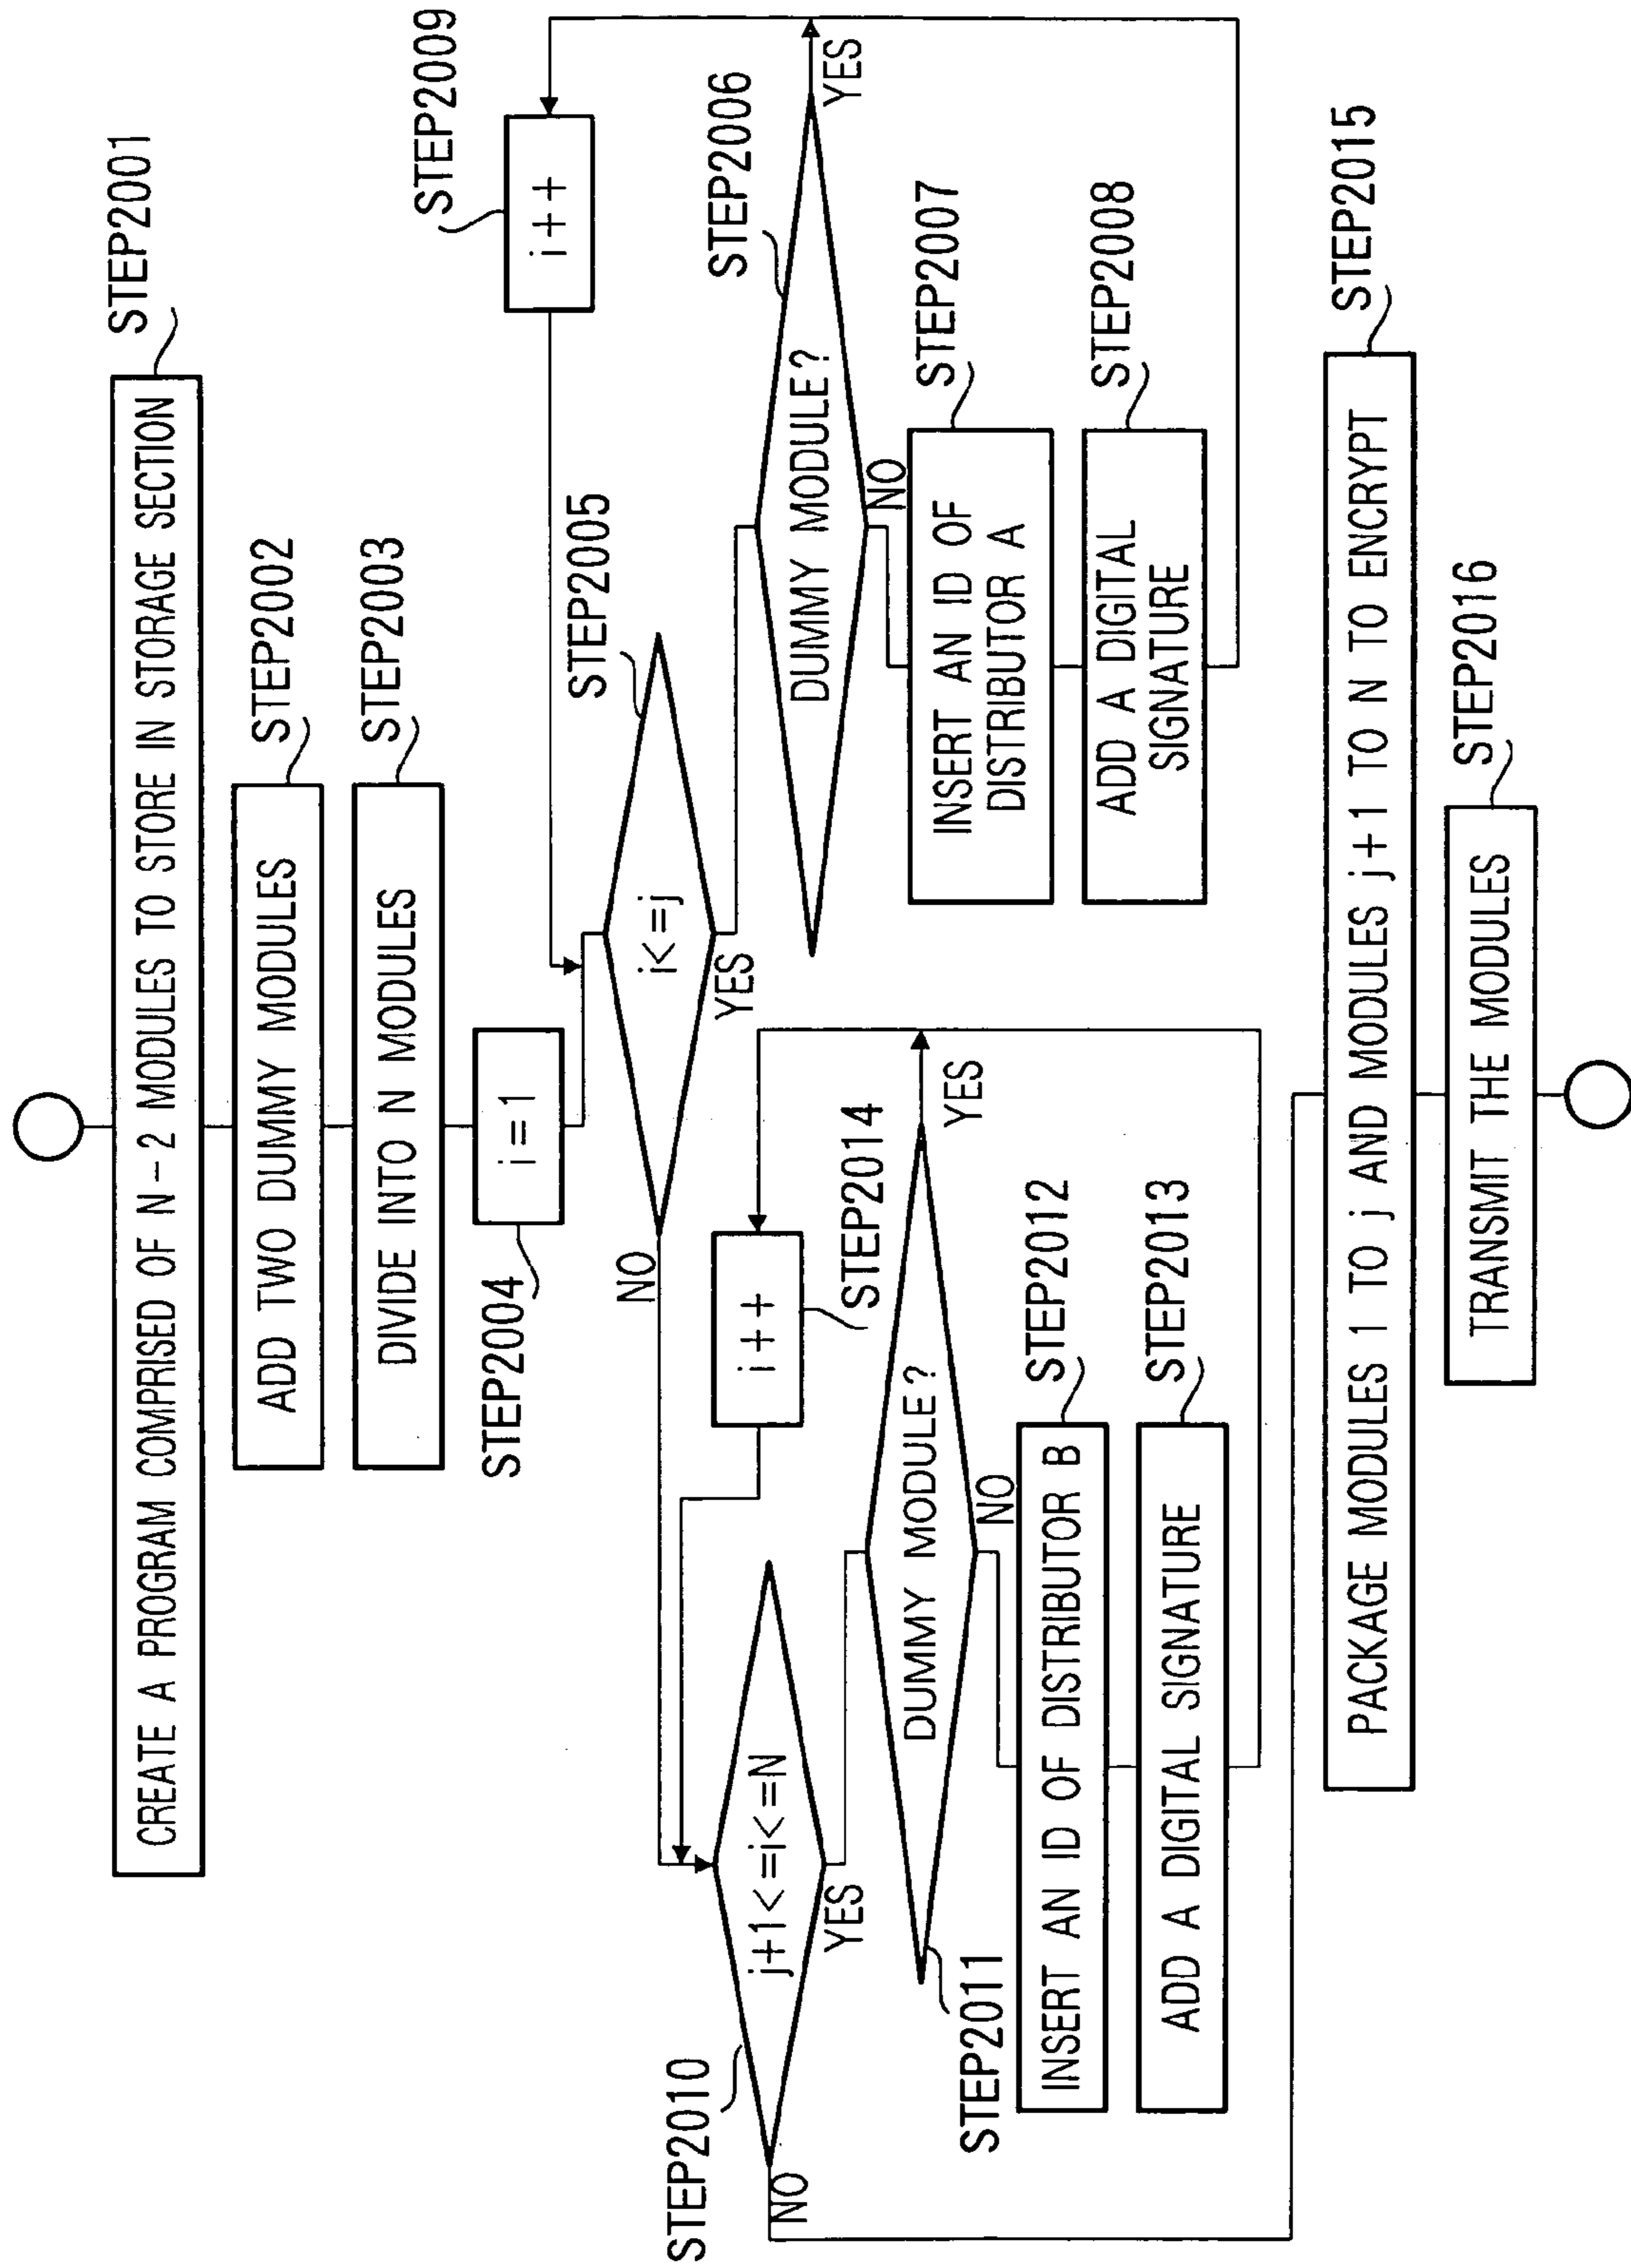 STEP2001
CREATE A PROGRAM COMPRISED OF N-2 MODULES TO STORE IN STORAGE SECTION
STEP2002
ADD TWO DUMMY MODULES
STEP2003
DIVIDE INTO N MODULES
STEP2004
i=1
STEP2005
i<=j
NO
YES
STEP2009
i++
STEP2006
DUMMY MODULE?
YES
NO
STEP2007
INSERT AN ID OF
DISTRIBUTOR A
STEP2008
ADD A DIGITAL
SIGNATURE
STEP2010
j+1<=i<=N
NO
YES
STEP2014
i++
STEP2011
DUMMY MODULE?
YES
NO
STEP2012
INSERT AN ID OF DISTRIBUTOR B
STEP2013
ADD A DIGITAL SIGNATURE
STEP2015
PACKAGE MODULES 1 TO j AND MODULES j+1 TO N TO ENCRYPT
STEP2016
TRANSMIT THE MODULES